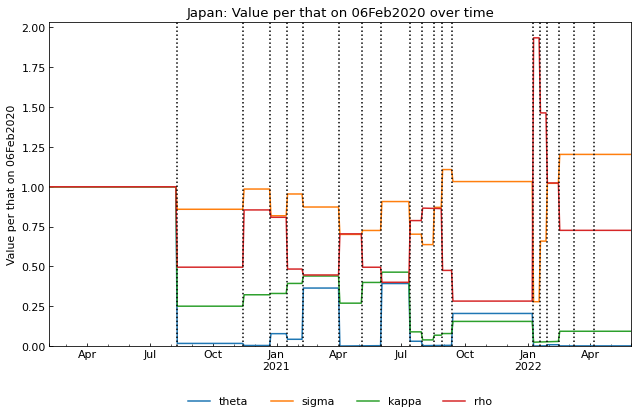 Japan: Value per that on 06Feb2020 over time
Value per that on 06Feb2020
2.00
1.75
1.50
1.25
1.00
0.75
0.50
0.25
0.00
Apr Jul Oct Jan Apr Jul Oct Jan Apr
2021 2022
theta sigma kappa rho